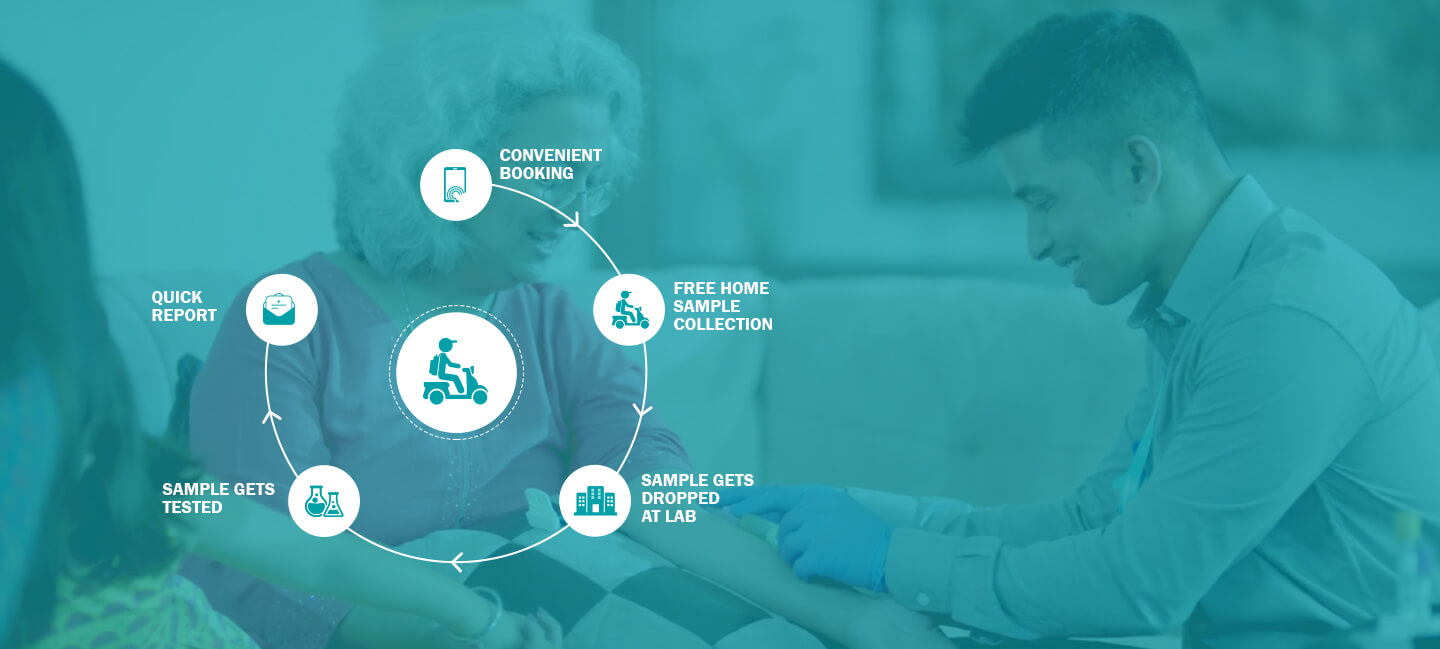 CONVENIENT
BOOKING
FREE HOME
SAMPLE
COLLECTION
SAMPLE GETS
DROPPED
AT LAB
SAMPLE GETS
TESTED
QUICK
REPORT